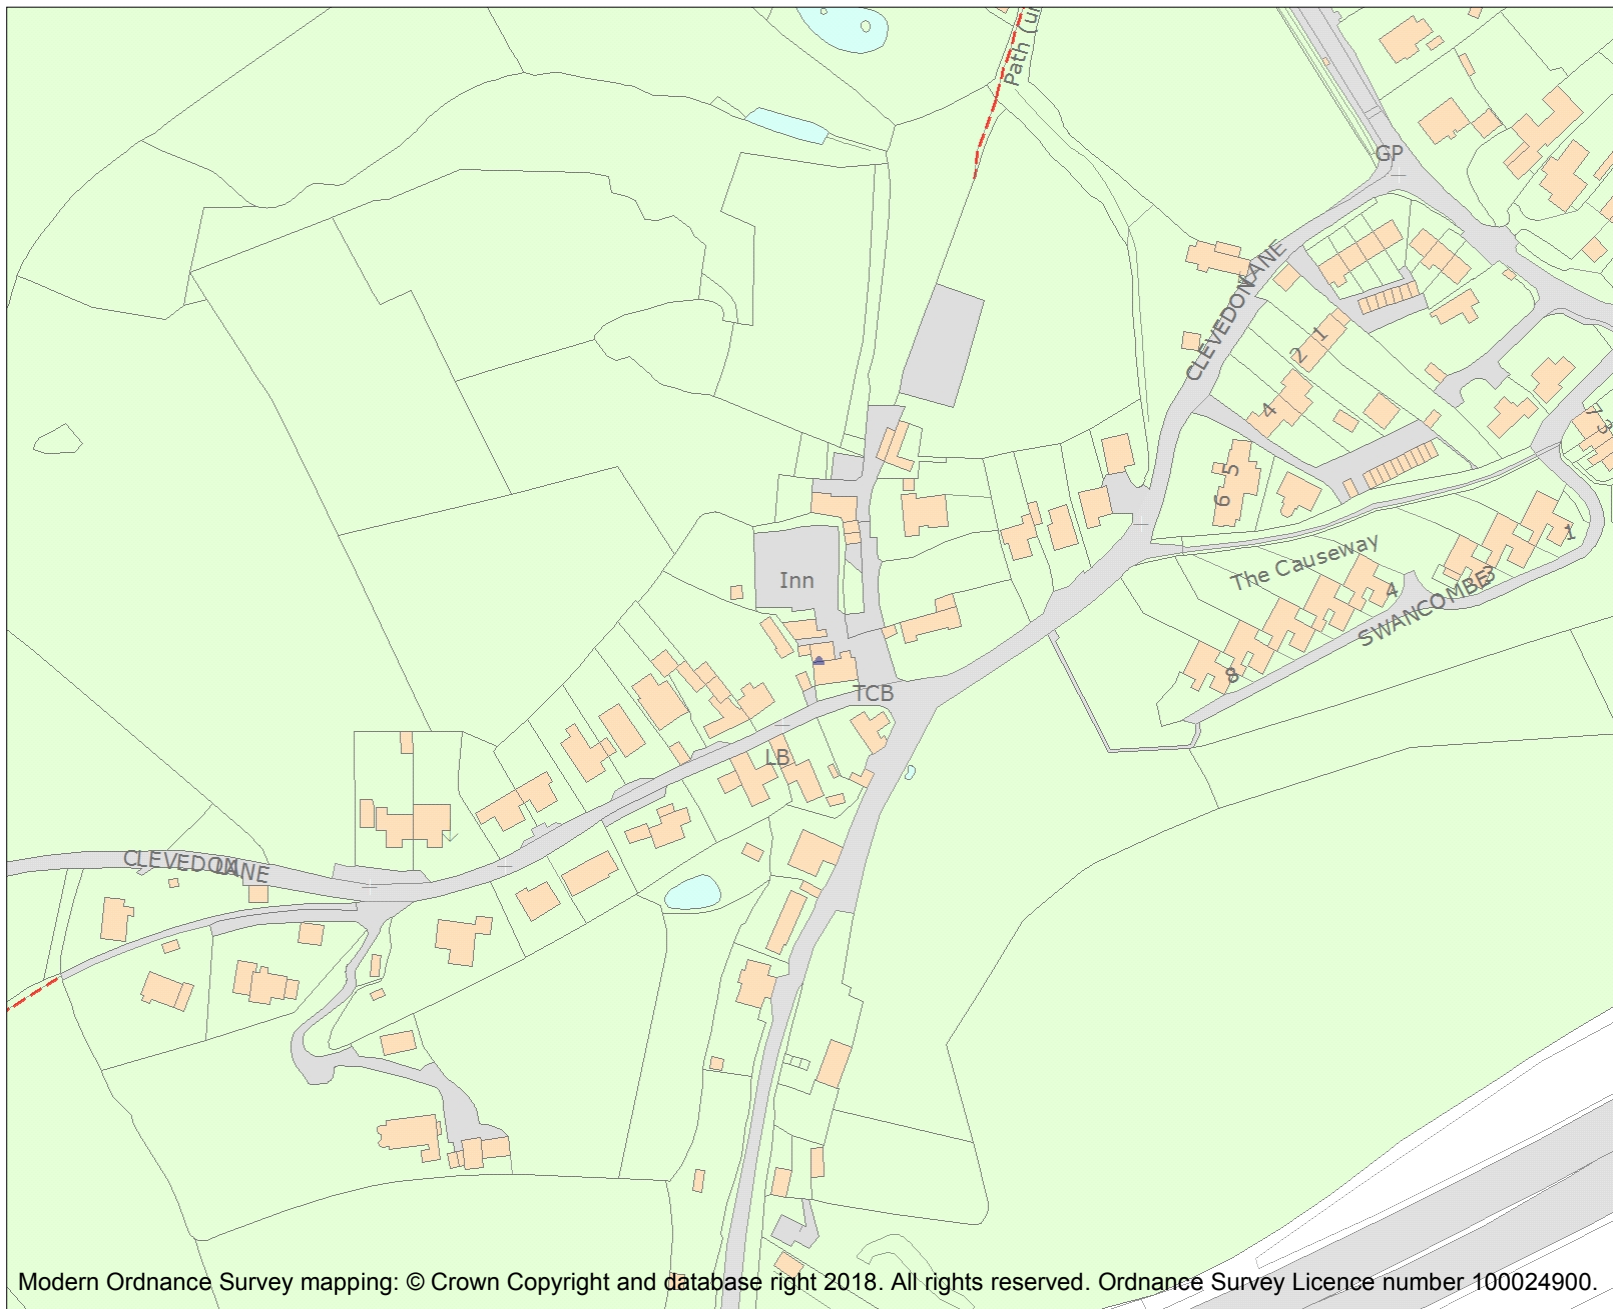 Path (u
GP
CLEVEDON LANE
1
2
4
7
3
5
6
Inn
The Causeway
1
3
4
SWANCOMBE
8
TCB
LB
CLEVEDON LANE
Modern Ordnance Survey mapping: © Crown Copyright and database right 2018. All rights reserved. Ordnance Survey Licence number 100024900.